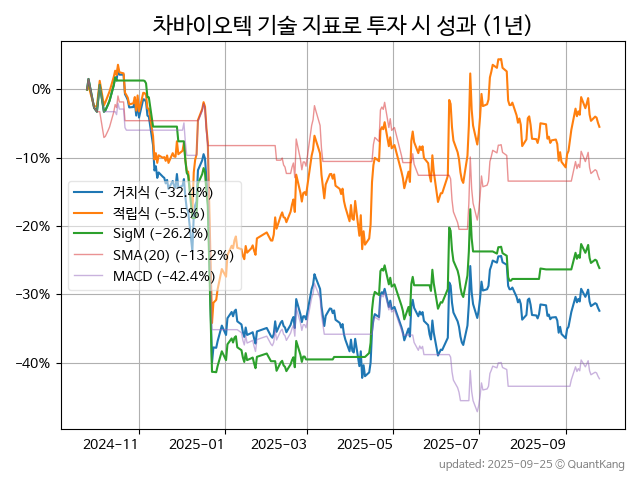 차바이오텍 기술 지표로 투자 시 성과 (1년)
0%
−10%
−20%
−30%
−40%
거치식 (−32.4%)
적립식 (−5.5%)
SigM (−26.2%)
SMA(20) (−13.2%)
MACD (−42.4%)
2024-11
2025-01
2025-03
2025-05
2025-07
2025-09
updated: 2025-09-25 © QuantKang